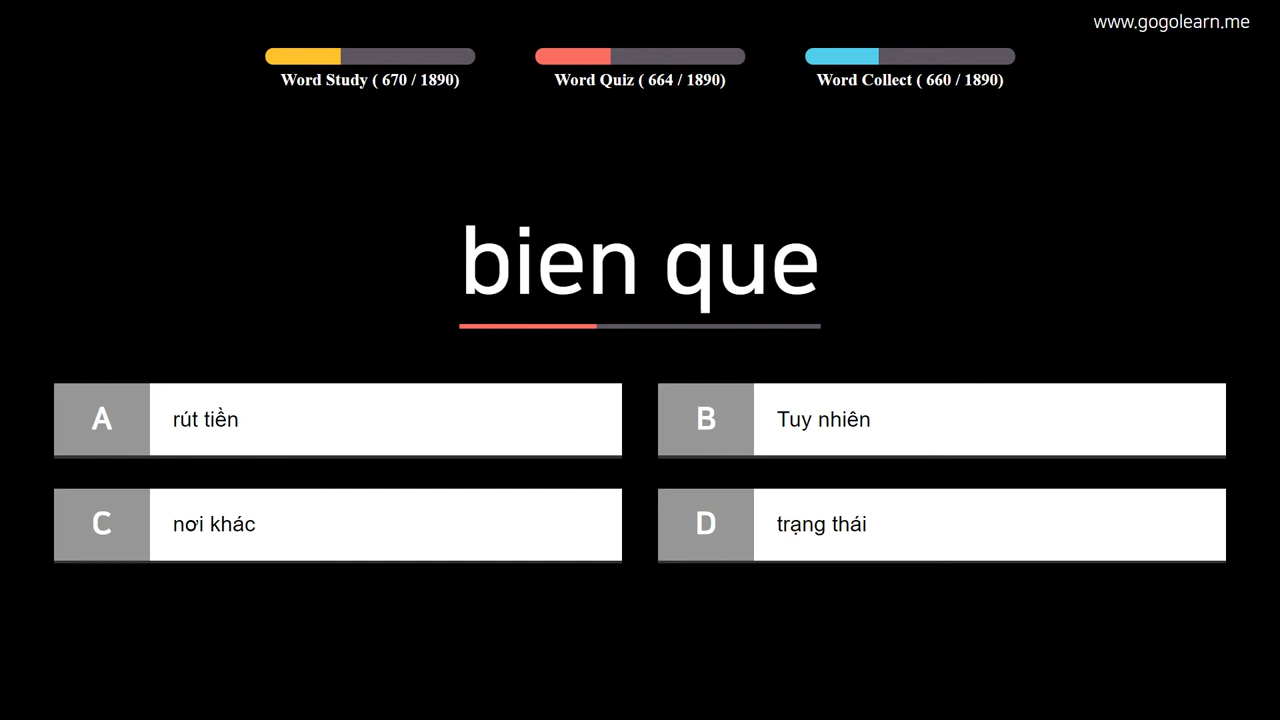 www.gogolearn.me
Word Study ( 670 / 1890)
Word Quiz ( 664 / 1890)
Word Collect ( 660 / 1890)
bien que
A rút tiền
B Tuy nhiên
C nơi khác
D trạng thái